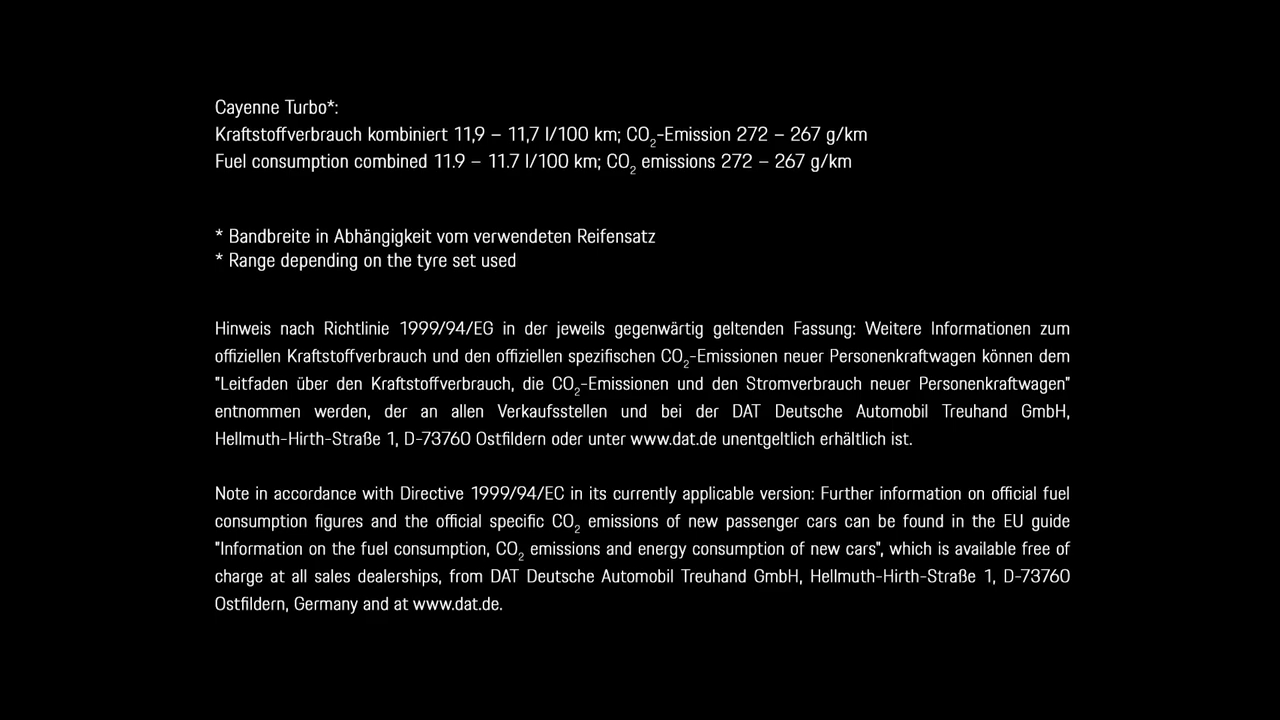 Cayenne Turbo*:
Kraftstoffverbrauch kombiniert 11,9 – 11,7 l/100 km; CO₂-Emission 272 – 267 g/km
Fuel consumption combined 11.9 – 11.7 l/100 km; CO₂ emissions 272 – 267 g/km
* Bandbreite in Abhängigkeit vom verwendeten Reifensatz
* Range depending on the tyre set used
Hinweis nach Richtlinie 1999/94/EG in der jeweils gegenwärtig geltenden Fassung: Weitere Informationen zum
offiziellen Kraftstoffverbrauch und den offiziellen spezifischen CO₂-Emissionen neuer Personenkraftwagen können dem
"Leitfaden über den Kraftstoffverbrauch, die CO₂-Emissionen und den Stromverbrauch neuer Personenkraftwagen"
entnommen werden, der an allen Verkaufsstellen und bei der DAT Deutsche Automobil Treuhand GmbH,
Hellmuth-Hirth-Straße 1, D-73760 Ostfildern oder unter www.dat.de unentgeltlich erhältlich ist.
Note in accordance with Directive 1999/94/EC in its currently applicable version: Further information on official fuel
consumption figures and the official specific CO₂ emissions of new passenger cars can be found in the EU guide
"Information on the fuel consumption, CO₂ emissions and energy consumption of new cars", which is available free of
charge at all sales dealerships, from DAT Deutsche Automobil Treuhand GmbH, Hellmuth-Hirth-Straße 1, D-73760
Ostfildern, Germany and at www.dat.de.